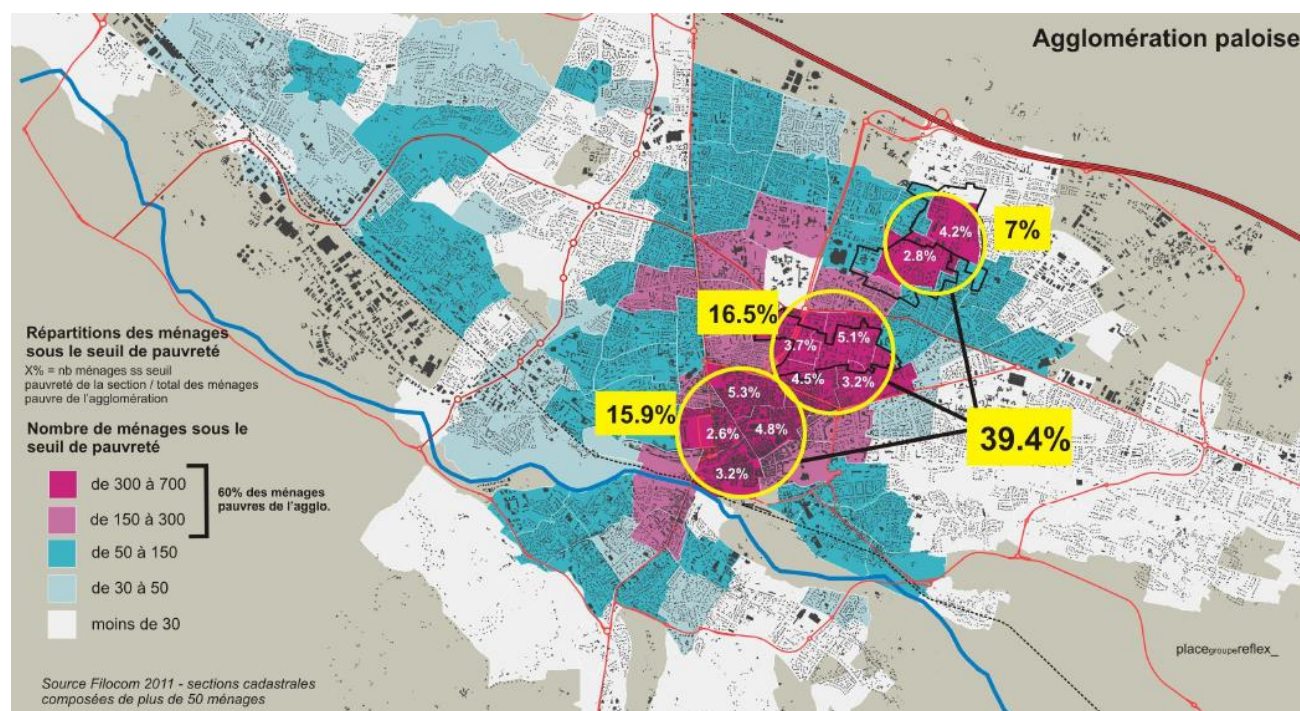 Agglomération paloise
4.2%
7%
2.8%
16.5%
3.7%
5.1%
4.5%
3.2%
5.3%
15.9%
2.6%
4.8%
39.4%
3.2%
Répartitions des ménages
sous le seuil de pauvreté
X% = nb ménages ss seuil
pauvreté de la section / total des ménages
pauvre de l'agglomération
Nombre de ménages sous le
seuil de pauvreté
de 300 à 700
de 150 à 300
60% des ménages
pauvres de l'agglo.
de 50 à 150
de 30 à 50
moins de 30
placegroupereflex_
Source Filocom 2011 - sections cadastrales
composées de plus de 50 ménages